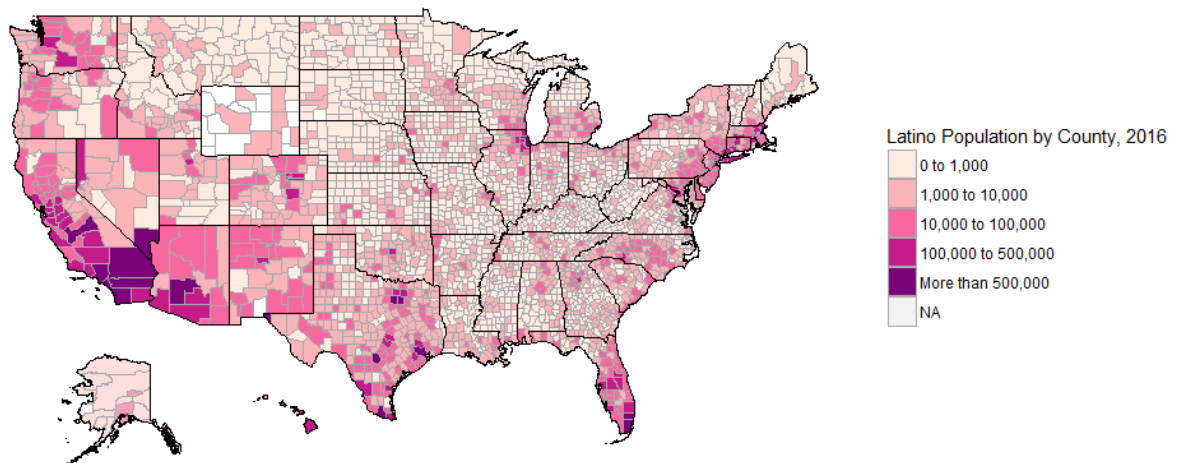 Latino Population by County, 2016
0 to 1,000
1,000 to 10,000
10,000 to 100,000
100,000 to 500,000
More than 500,000
NA